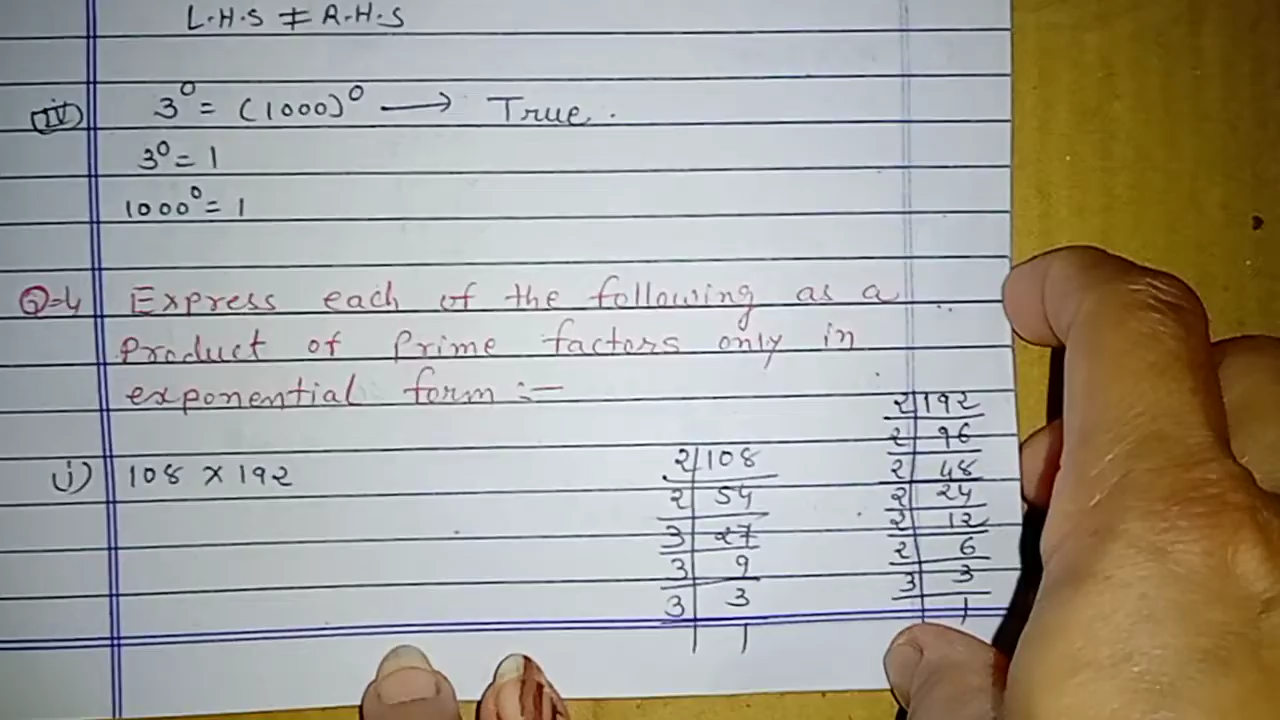 L.H.S ≠ R.H.S
(iv) 3⁰ = (1000)⁰ → True.
3⁰ = 1
1000⁰ = 1
Q-4 Express each of the following as a
Product of Prime factors only in
exponential form :-
(i) 108 × 192
2 108
2 54
3 27
3 9
3 3
1
2 192
2 96
2 48
2 24
2 12
2 6
3 3
1